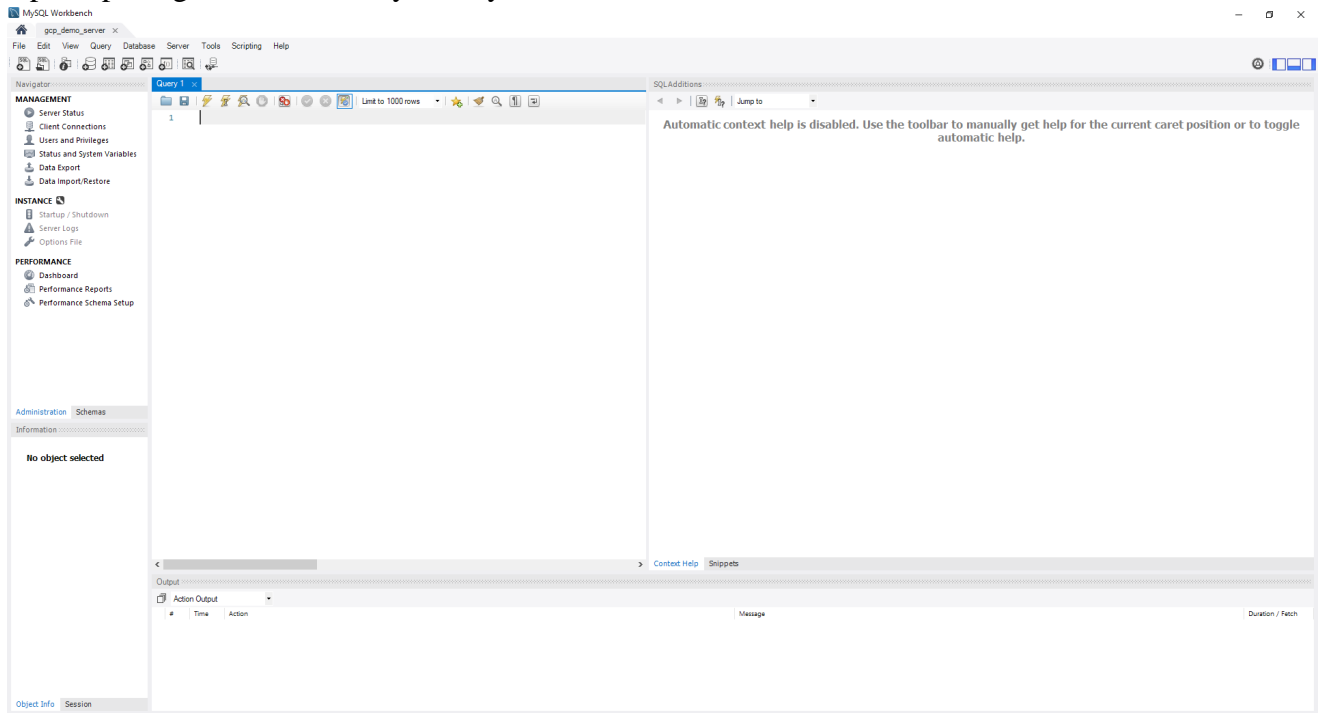 MySQL Workbench
gcp_demo_server
File Edit View Query Database Server Tools Scripting Help
Navigator
MANAGEMENT
Server Status
Client Connections
Users and Privileges
Status and System Variables
Data Export
Data Import/Restore
INSTANCE
Startup / Shutdown
Server Logs
Options File
PERFORMANCE
Dashboard
Performance Reports
Performance Schema Setup
Administration Schemas
Information
No object selected
Object Info Session
Query 1
Limit to 1000 rows
1
SQLAdditions
Jump to
Automatic context help is disabled. Use the toolbar to manually get help for the current caret position or to toggle
automatic help.
Context Help Snippets
Output
Action Output
# Time Action Message Duration / Fetch